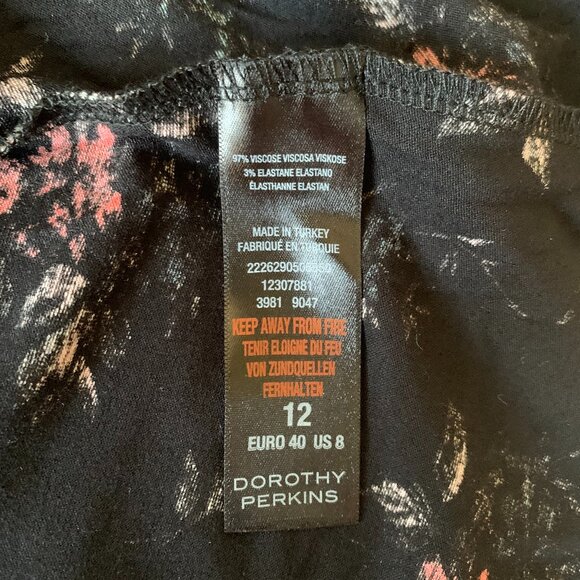 97% VISCOSE VISCOSA VISKOSE
3% ELASTANE ELASTANO
ÉLASTHANNE ELASTAN
MADE IN TURKEY
FABRIQUÉ EN TURQUIE
12307881
3981 9047
KEEP AWAY FROM FIRE
TENIR ELOIGNE DU FEU
VON ZUNDQUELLEN
FERNHALTEN
12
EURO 40 US 8
DOROTHY
PERKINS